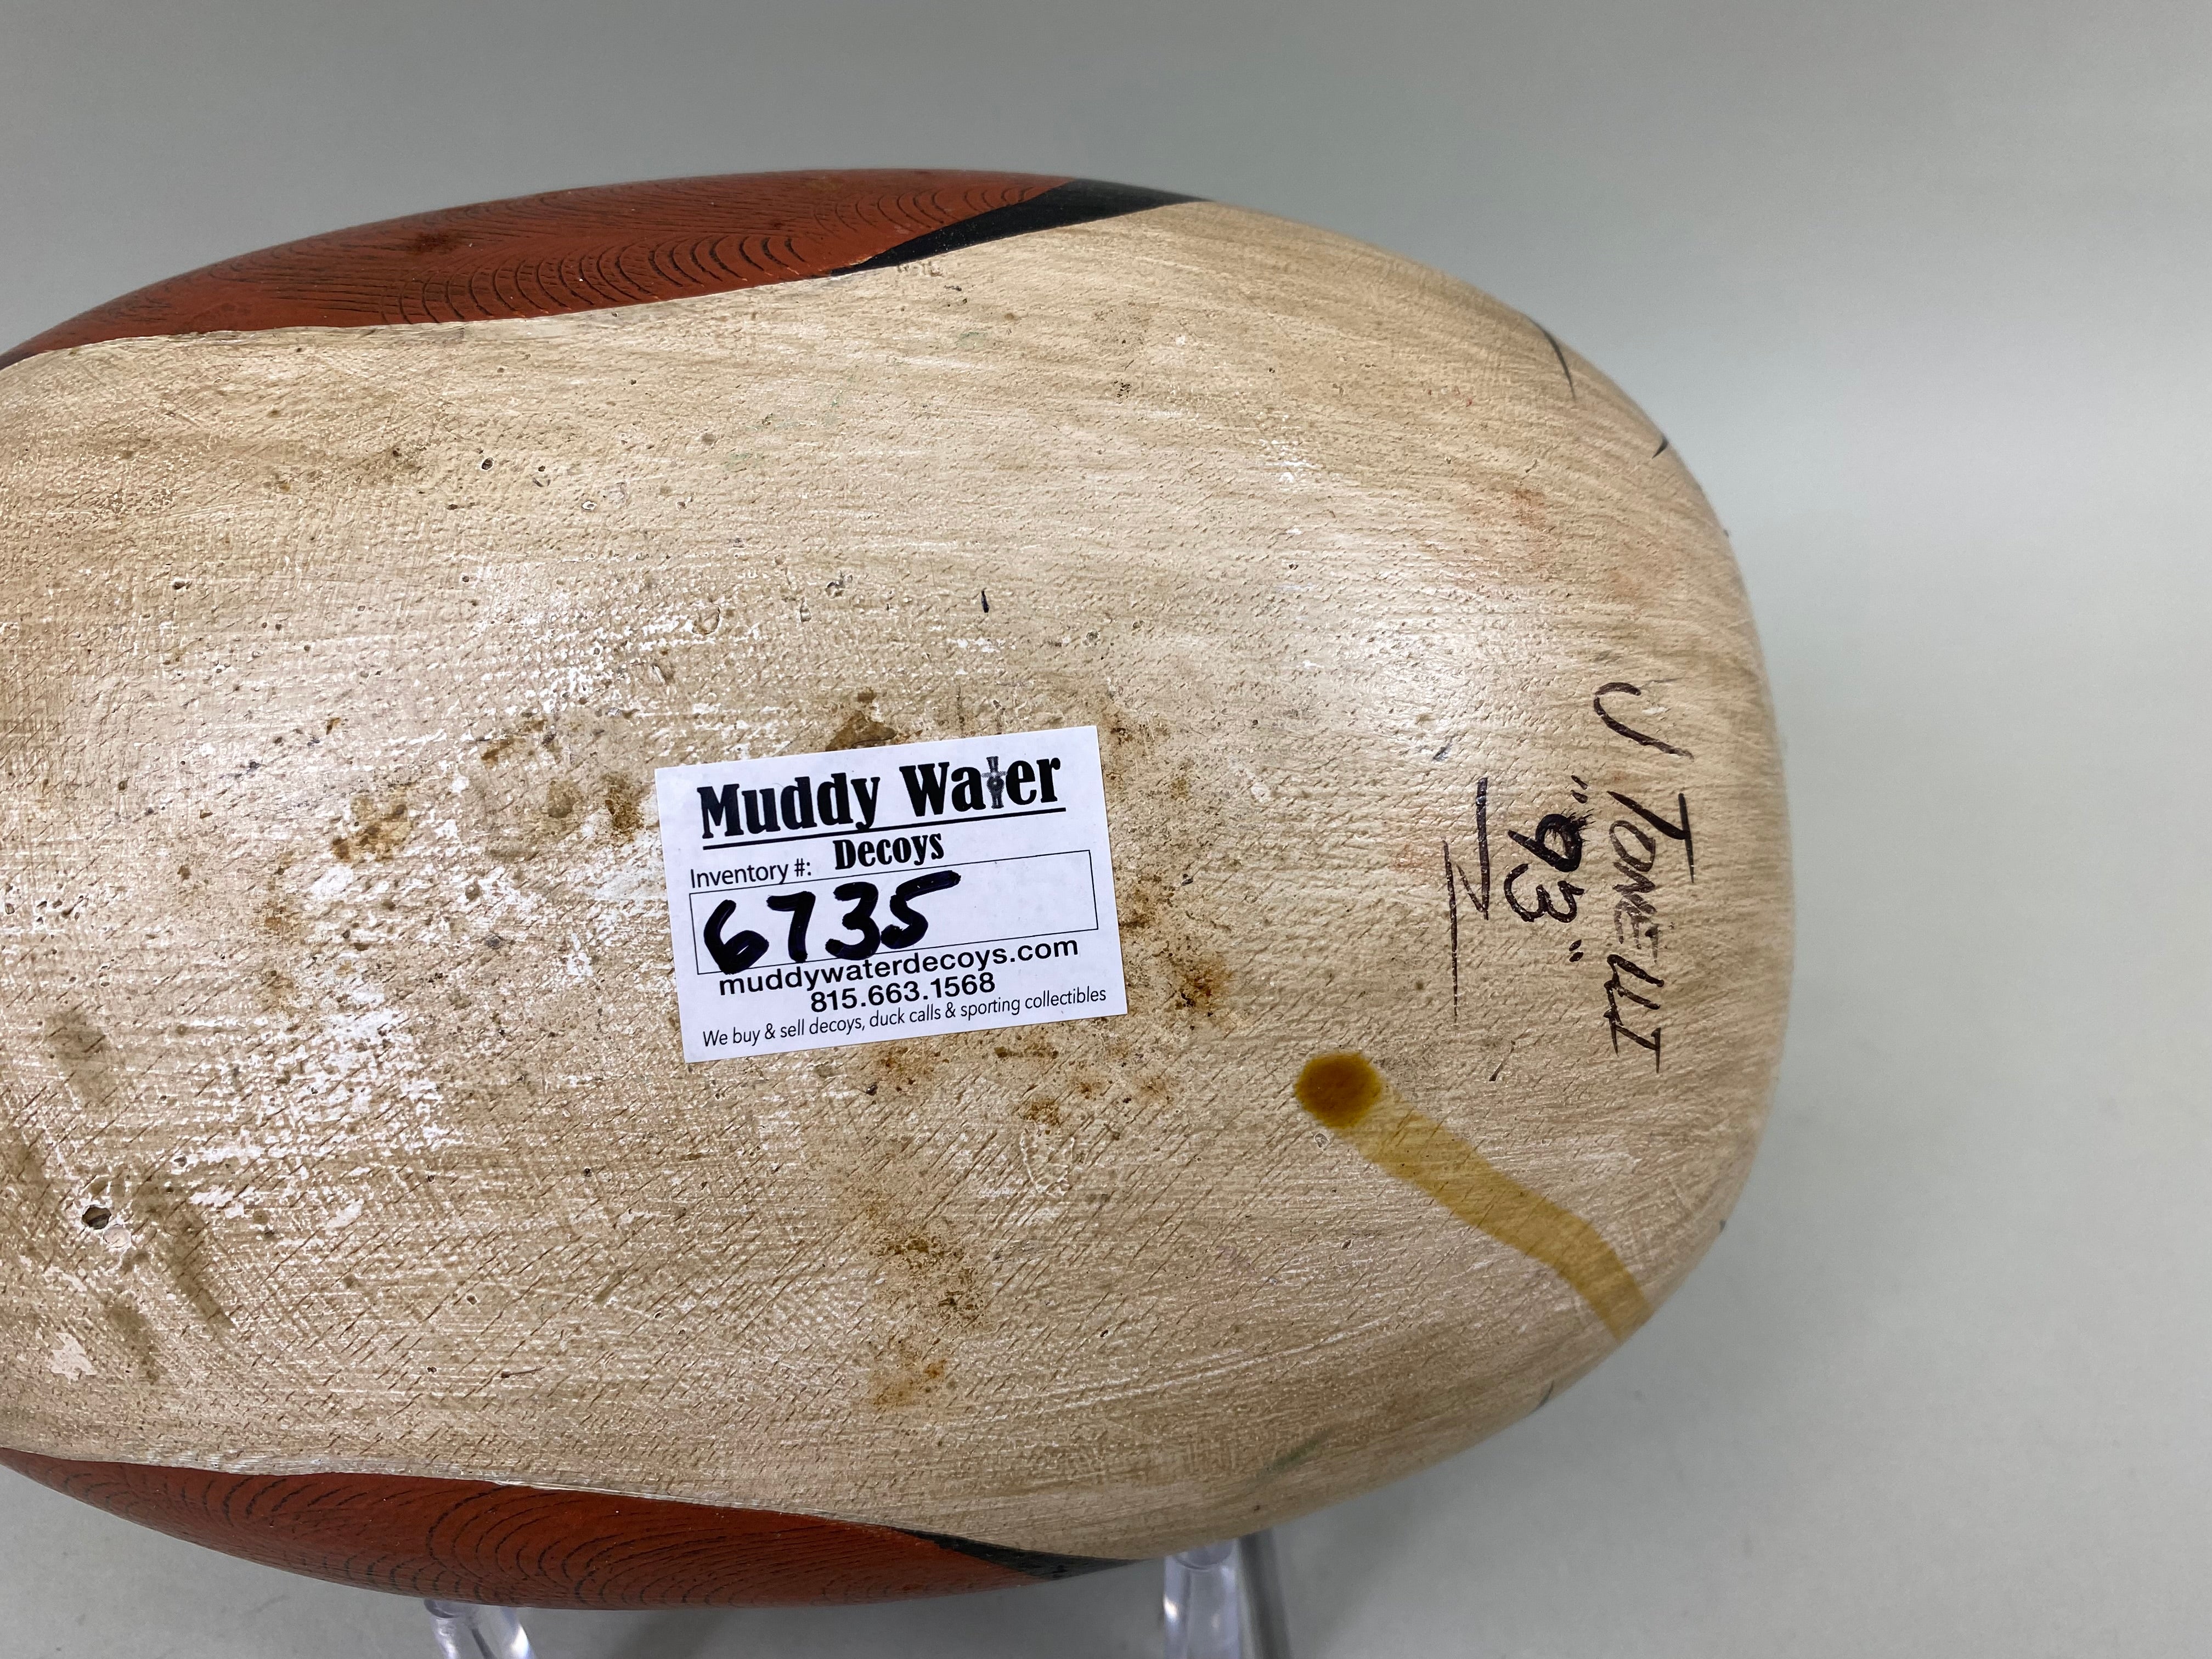 Muddy Water
Decoys
Inventory #:
6735
muddywaterdecoys.com
815.663.1568
We buy & sell decoys, duck calls & sporting collectibles
J TONELLI
"93"